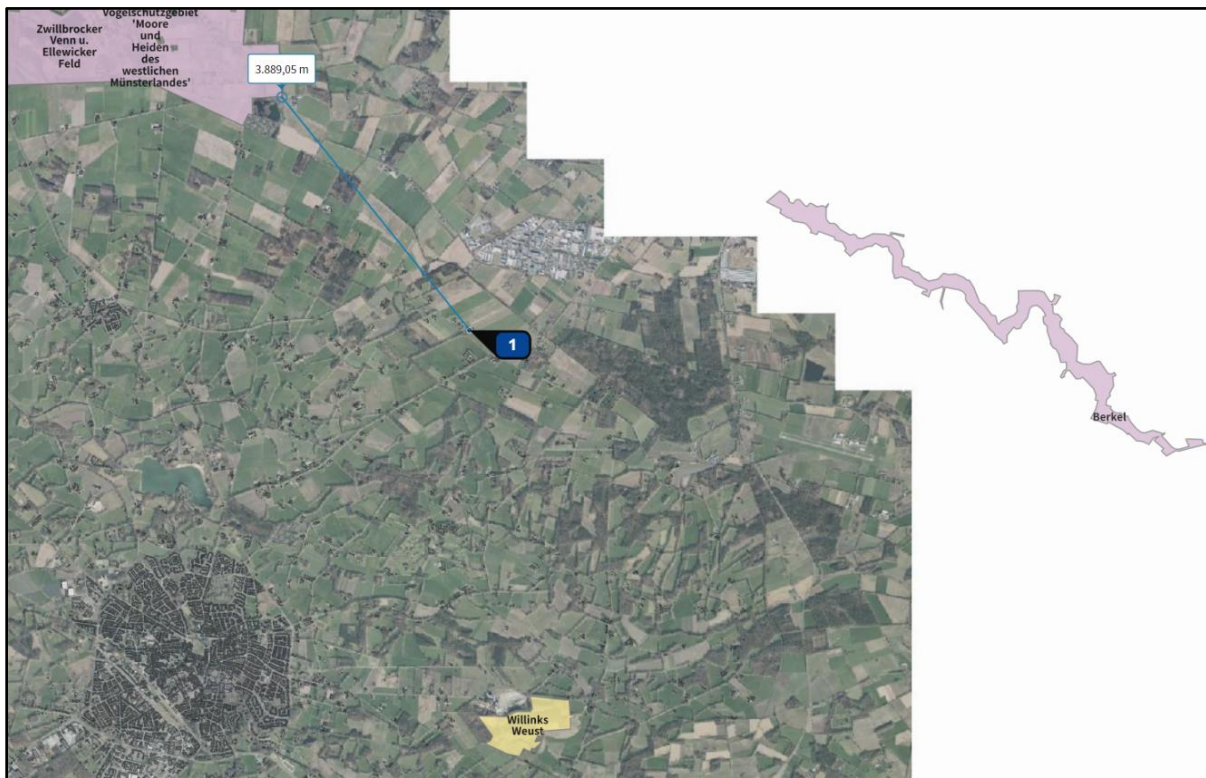 Zwillbrocker
Venn u.
Ellewicker
Feld
Vogelschutzgebiet
'Moore
und
Heiden
des
westlichen
Münsterlandes'
3.889,05 m
1
Berkel
Willinks
Weust